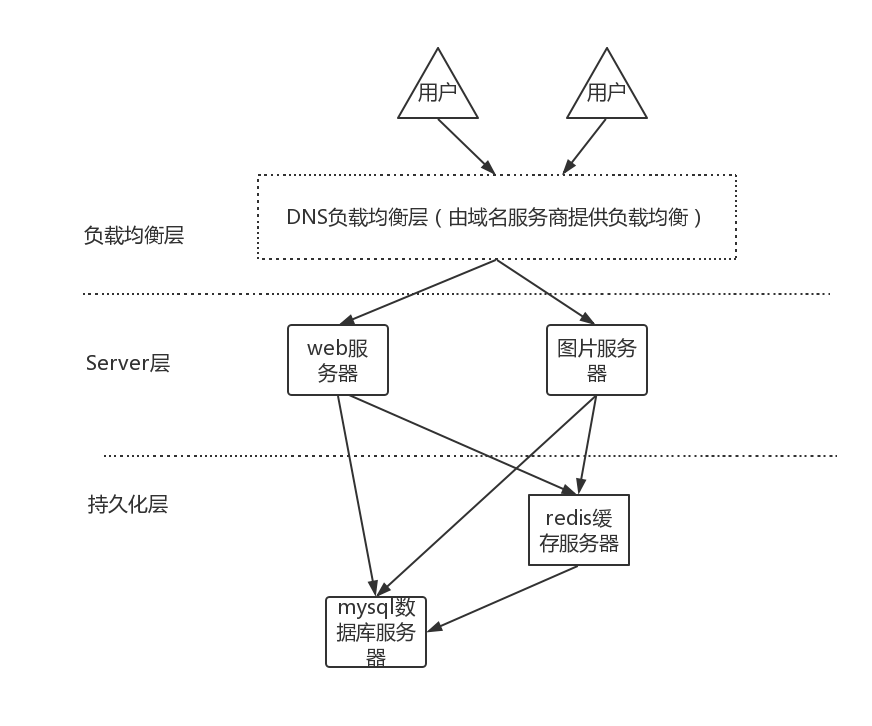 用户
用户
DNS负载均衡层（由域名服务商提供负载均衡）
负载均衡层
web服
务器
图片服务
器
Server层
持久化层
redis缓
存服务器
mysql数
据库服务
器